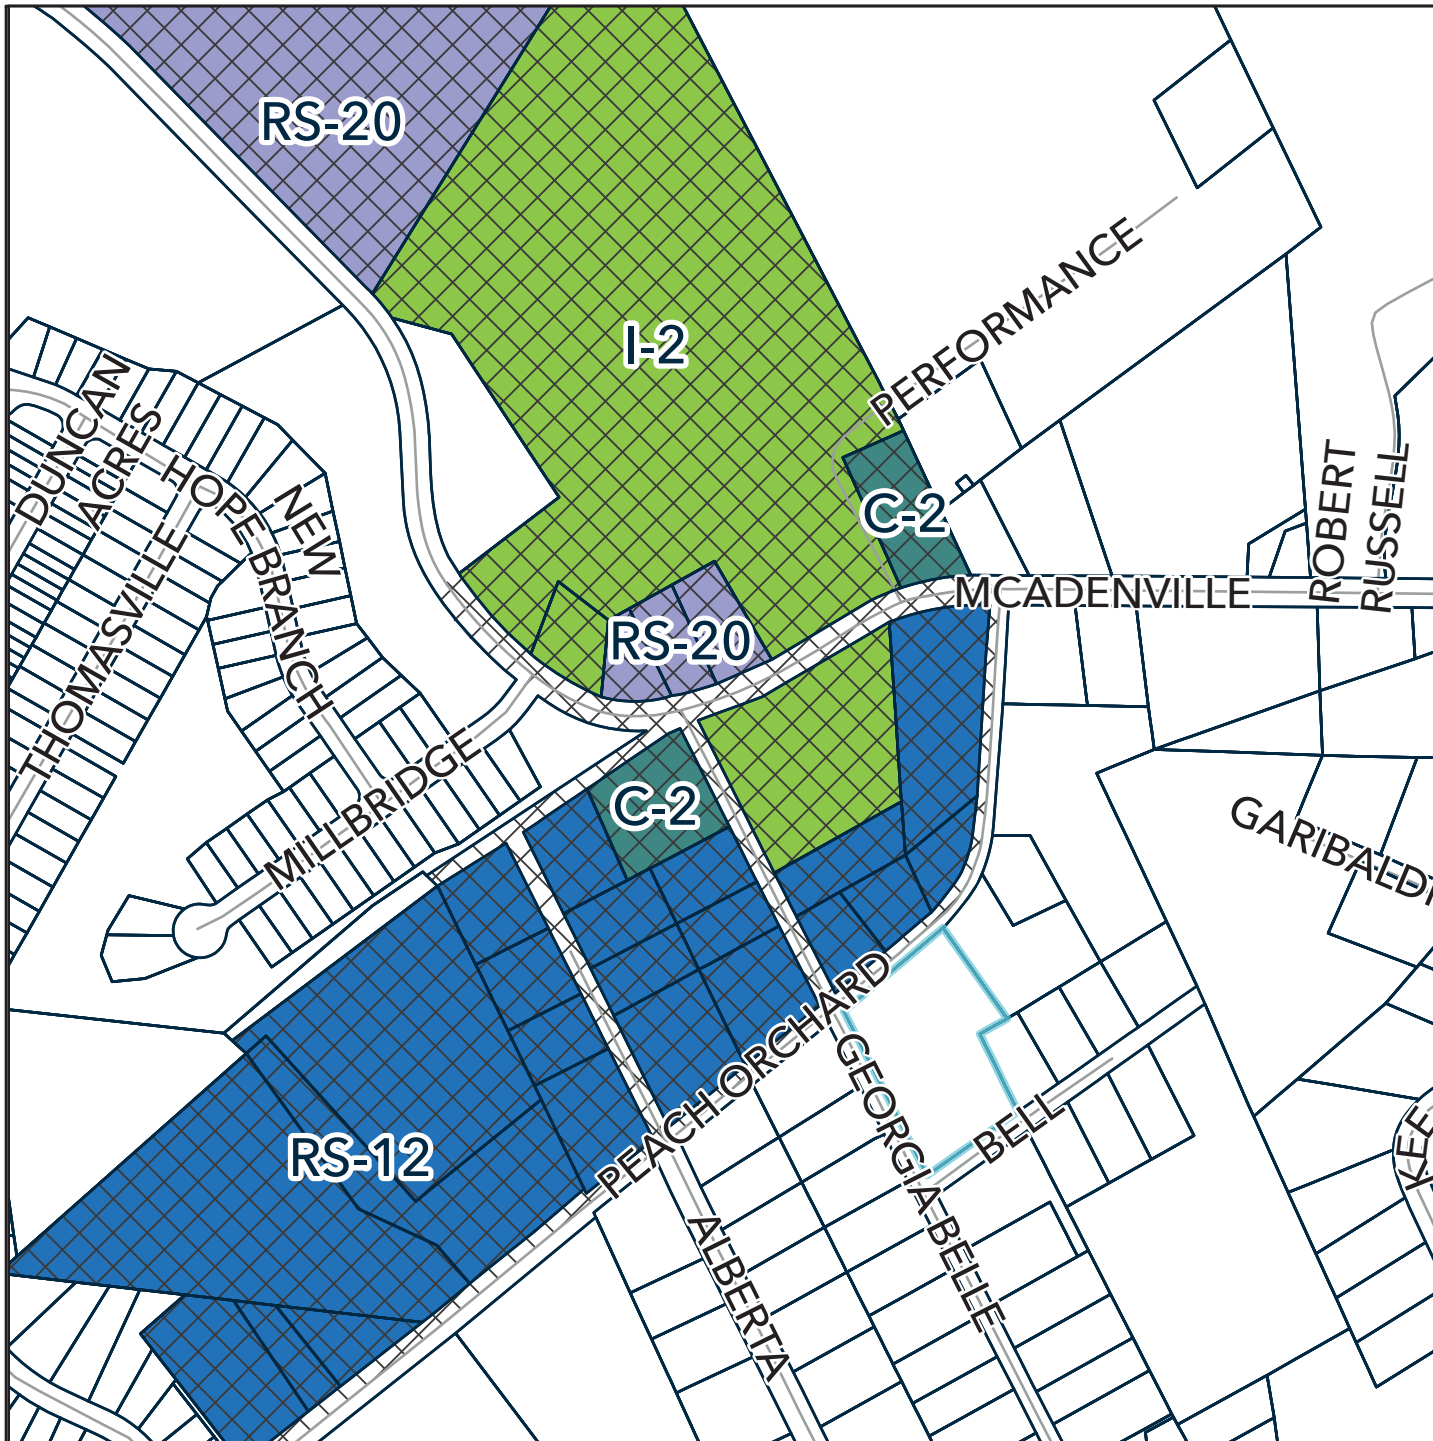 RS-20
I-2
PERFORMANCE
C-2
DUNCAN
ACRES
HOPE BRANCH
NEW
THOMASVILLE
ROBERT
RUSSELL
MCADENVILLE
RS-20
MILLBRIDGE
C-2
GARIBALDI
PEACH ORCHARD
GEORGIA BELLE
BELL
KEE
RS-12
ALBERTA